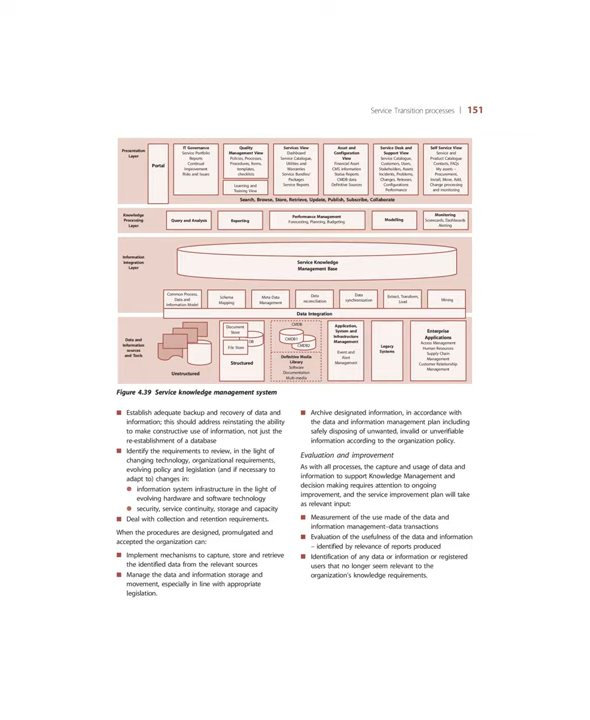 Service Transition processes | 151
Presentation
Layer
Portal
IT Governance
Service Portfolio
Reports
Continual
Improvement
Risks and Issues
Quality
Management View
Policies, Processes,
Procedures, items,
templates,
checklists
Learning and
Training View
Services View
Dashboard
Service Catalogue,
Utilities and
Warranties
Service Bundles/
Packages
Service Reports
Asset and
Configuration
View
Financial Asset
CMS information
Status Reports
CMDB data
Definitive Sources
Service Desk and
Support View
Service Catalogue,
Customers, Users,
Stakeholders, Assets,
Incidents, Problems,
Changes, Releases,
Configurations
Performance
Self Service View
Service and
Product Catalogue
Contacts, FAQs
My assets –
Procurement,
Install, Move, Add,
Change processing
and monitoring
Search, Browse, Store, Retrieve, Update, Publish, Subscribe, Collaborate
Knowledge
Processing
Layer
Query and Analysis
Reporting
Performance Management
Forecasting, Planning, Budgeting
Modelling
Monitoring
Scorecards, Dashboards
Alerting
Information
Integration
Layer
Service Knowledge
Management Base
Common Process,
Data and
Information Model
Schema
Mapping
Meta Data
Management
Data
reconciliation
Data
synchronization
Extract, Transform,
Load
Mining
Data Integration
Data and
Information
sources
and Tools
Unstructured
Document
Store
File Store
Structured
CMDB
CMDB1
CMDB2
Definitive Media
Library
Software
Documentation
Multi-media
Application,
System and
Infrastructure
Management
Event and
Alert
Management
Legacy
Systems
Enterprise
Applications
Access Management
Human Resources
Supply Chain
Management
Customer Relationship
Management
Figure 4.39 Service knowledge management system
■ Establish adequate backup and recovery of data and
information; this should address reinstating the ability
to make constructive use of information, not just the
re-establishment of a database
■ Identify the requirements to review, in the light of
changing technology, organizational requirements,
evolving policy and legislation (and if necessary to
adapt to) changes in:
● information system infrastructure in the light of
evolving hardware and software technology
● security, service continuity, storage and capacity
■ Deal with collection and retention requirements.
When the procedures are designed, promulgated and
accepted the organization can:
■ Implement mechanisms to capture, store and retrieve
the identified data from the relevant sources
■ Manage the data and information storage and
movement, especially in line with appropriate
legislation.
■ Archive designated information, in accordance with
the data and information management plan including
safely disposing of unwanted, invalid or unverifiable
information according to the organization policy.
Evaluation and improvement
As with all processes, the capture and usage of data and
information to support Knowledge Management and
decision making requires attention to ongoing
improvement, and the service improvement plan will take
as relevant input:
■ Measurement of the use made of the data and
information management–data transactions
■ Evaluation of the usefulness of the data and information
– identified by relevance of reports produced
■ Identification of any data or information or registered
users that no longer seem relevant to the
organization's knowledge requirements.